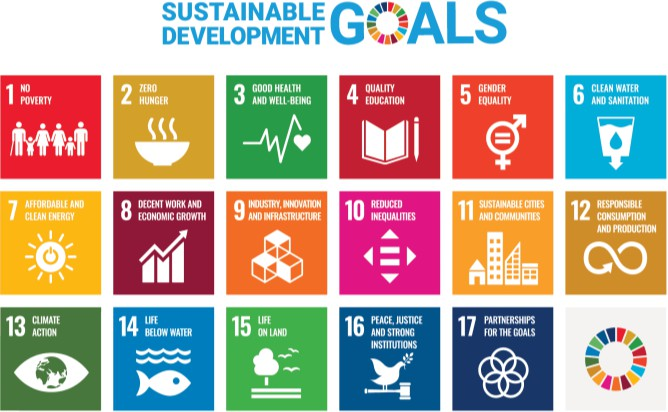 SUSTAINABLE
DEVELOPMENT
GOALS
1 NO
POVERTY
2 ZERO
HUNGER
3 GOOD HEALTH
AND WELL-BEING
4 QUALITY
EDUCATION
5 GENDER
EQUALITY
6 CLEAN WATER
AND SANITATION
7 AFFORDABLE AND
CLEAN ENERGY
8 DECENT WORK AND
ECONOMIC GROWTH
9 INDUSTRY, INNOVATION
AND INFRASTRUCTURE
10 REDUCED
INEQUALITIES
11 SUSTAINABLE CITIES
AND COMMUNITIES
12 RESPONSIBLE
CONSUMPTION
AND PRODUCTION
13 CLIMATE
ACTION
14 LIFE
BELOW WATER
15 LIFE
ON LAND
16 PEACE, JUSTICE
AND STRONG
INSTITUTIONS
17 PARTNERSHIPS
FOR THE GOALS